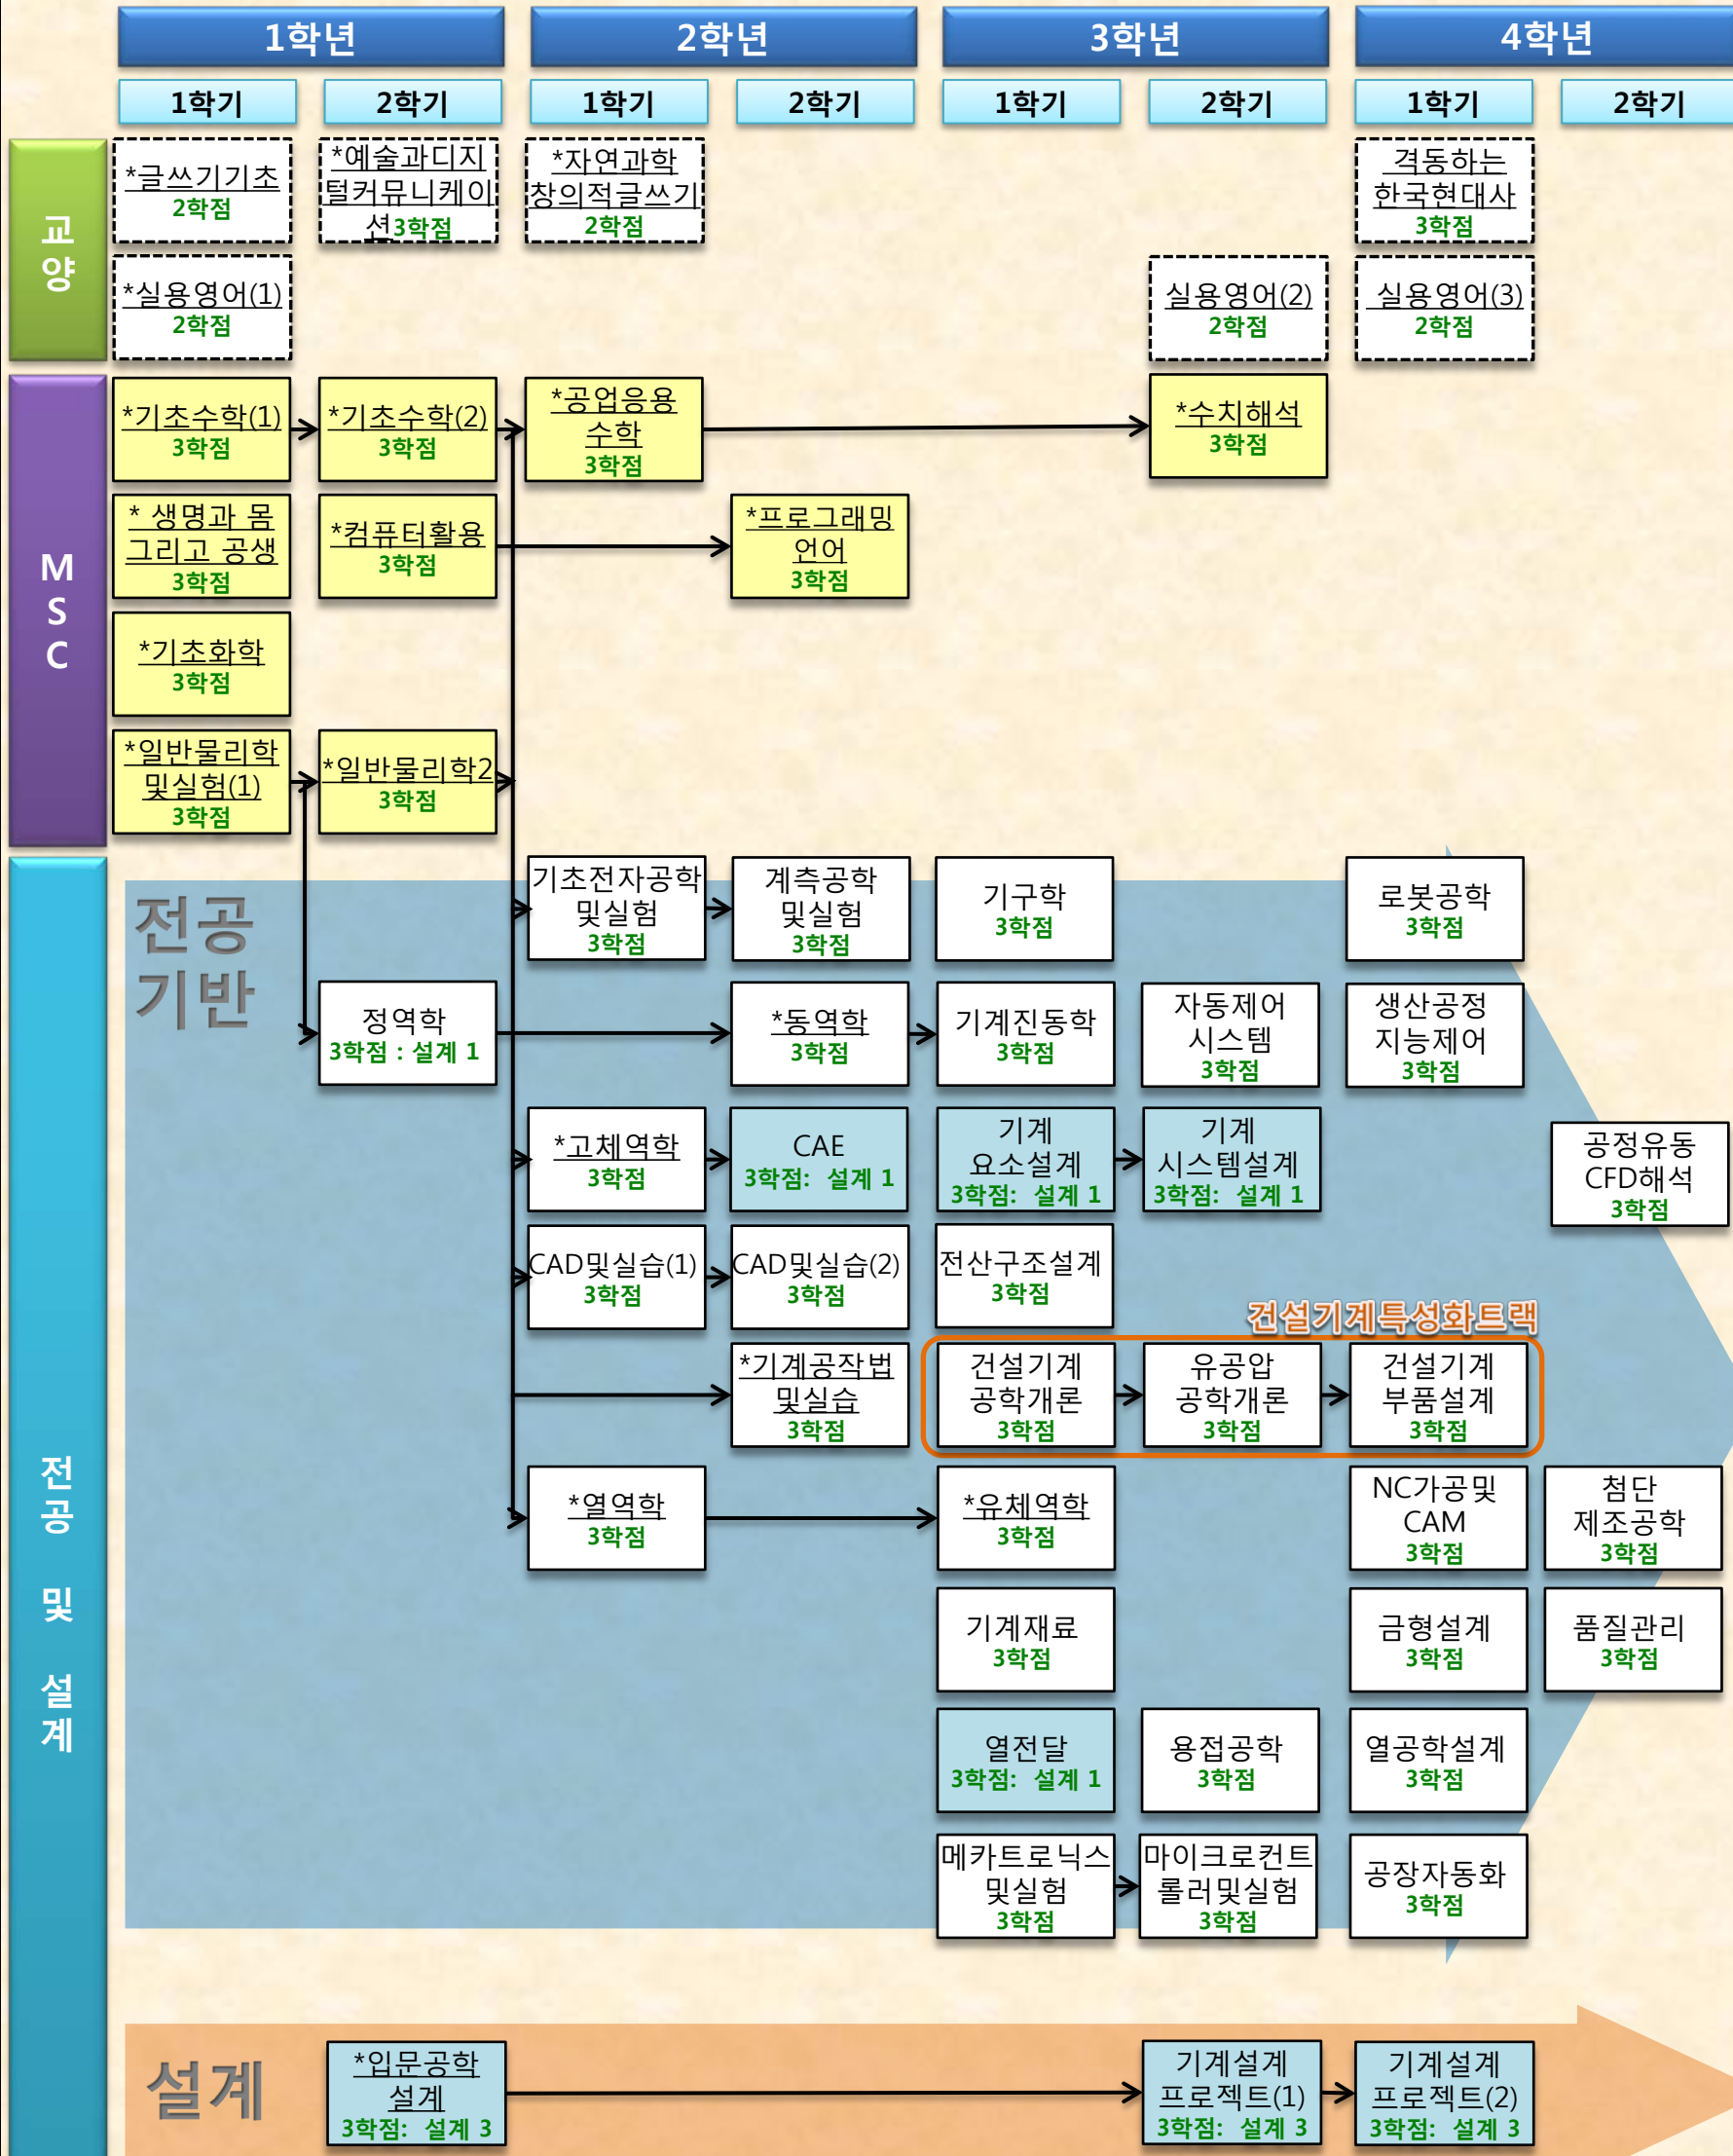 1학년 2학년 3학년 4학년
1학기 2학기 1학기 2학기 1학기 2학기 1학기 2학기
교양
*글쓰기기초
2학점
*예술과디지
털커뮤니케이
션3학점
*자연과학
창의적글쓰기
2학점
격동하는
한국현대사
3학점
*실용영어(1)
2학점
실용영어(2)
2학점
실용영어(3)
2학점
MSC
*기초수학(1)
3학점
*기초수학(2)
3학점
*공업응용
수학
3학점
*수치해석
3학점
* 생명과 몸
그리고 공생
3학점
*컴퓨터활용
3학점
*프로그래밍
언어
3학점
*기초화학
3학점
*일반물리학
및실험(1)
3학점
*일반물리학2
3학점
전공 및 설계
전공
기반
기초전자공학
및실험
3학점
계측공학
및실험
3학점
기구학
3학점
로봇공학
3학점
정역학
3학점 : 설계 1
*동역학
3학점
기계진동학
3학점
자동제어
시스템
3학점
생산공정
지능제어
3학점
*고체역학
3학점
CAE
3학점: 설계 1
기계
요소설계
3학점: 설계 1
기계
시스템설계
3학점: 설계 1
공정유동
CFD해석
3학점
CAD및실습(1)
3학점
CAD및실습(2)
3학점
전산구조설계
3학점
건설기계특성화트랙
*기계공작법
및실습
3학점
건설기계
공학개론
3학점
유공압
공학개론
3학점
건설기계
부품설계
3학점
*열역학
3학점
*유체역학
3학점
NC가공및
CAM
3학점
첨단
제조공학
3학점
기계재료
3학점
금형설계
3학점
품질관리
3학점
열전달
3학점: 설계 1
용접공학
3학점
열공학설계
3학점
메카트로닉스
및실험
3학점
마이크로컨트
롤러및실험
3학점
공장자동화
3학점
설계
*입문공학
설계
3학점: 설계 3
기계설계
프로젝트(1)
3학점: 설계 3
기계설계
프로젝트(2)
3학점: 설계 3